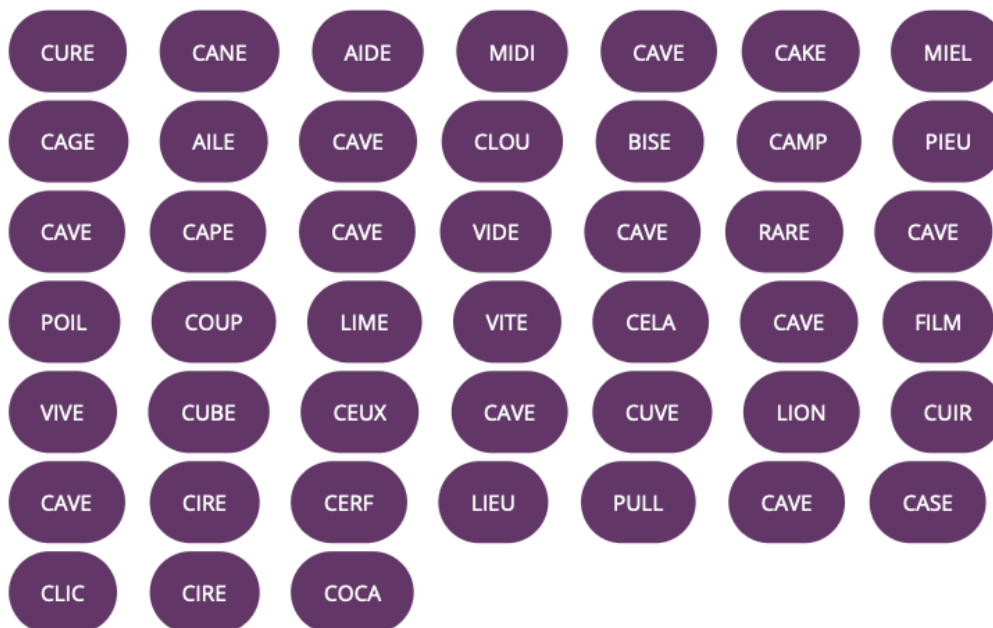 CURE CANE AIDE MIDI CAVE CAKE MIEL
CAGE AILE CAVE CLOU BISE CAMP PIEU
CAVE CAPE CAVE VIDE CAVE RARE CAVE
POIL COUP LIME VITE CELA CAVE FILM
VIVE CUBE CEUX CAVE CUVE LION CUIR
CAVE CIRE CERF LIEU PULL CAVE CASE
CLIC CIRE COCA